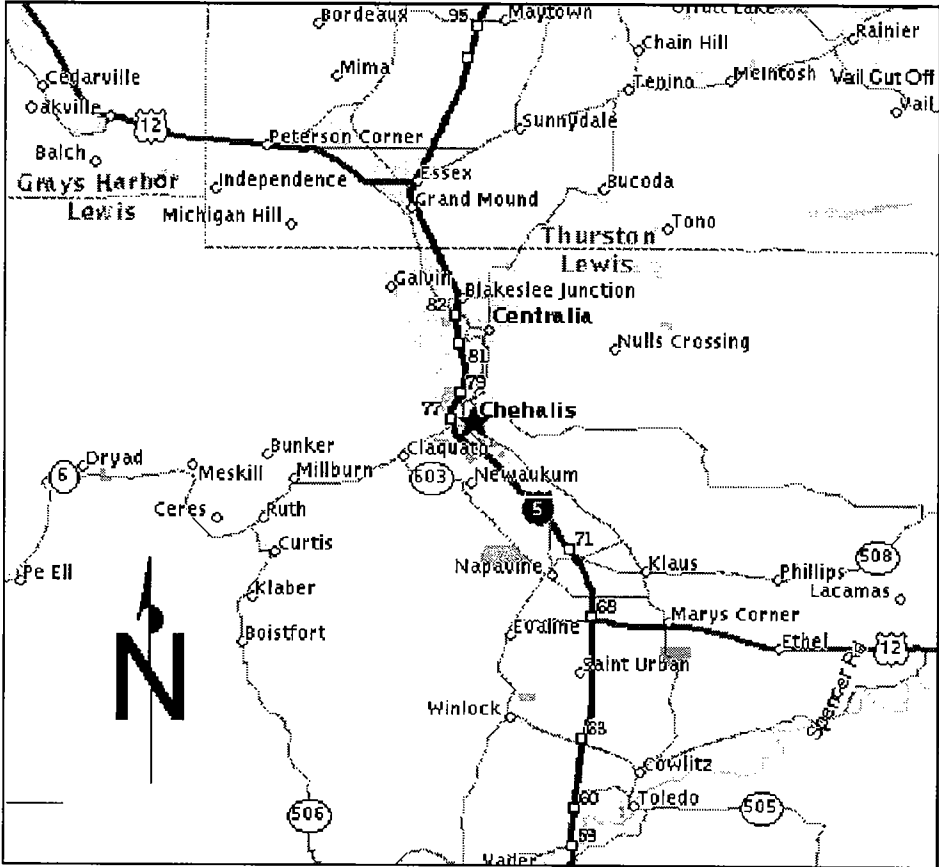 Bordeaux
95
Maytown
Offutt Lake
Rainier
Chain Hill
Mima
Cedarville
Tenino
McIntosh
Vail Cut Off
Oakville
Vail
12
Sunnydale
Peterson Corner
Balch
Essex
Grays Harbor
Independence
Bucoda
Lewis
Grand Mound
Michigan Hill
Tono
Thurston
Lewis
Galvin
Blakeslee Junction
82
Centralia
Nulls Crossing
81
79
77
Chehalis
Bunker
Claquato
Dryad
6
Meskill
Millburn
603
Newaukum
Ceres
Ruth
5
Curtis
71
508
Pe Ell
Napavine
Klaus
Phillips
Klaber
Lacamas
68
Marys Corner
Evaline
Boistfort
Ethel
12
N
Saint Urban
Spencer Rd
Winlock
63
Cowlitz
60
Toledo
505
506
59
Vader